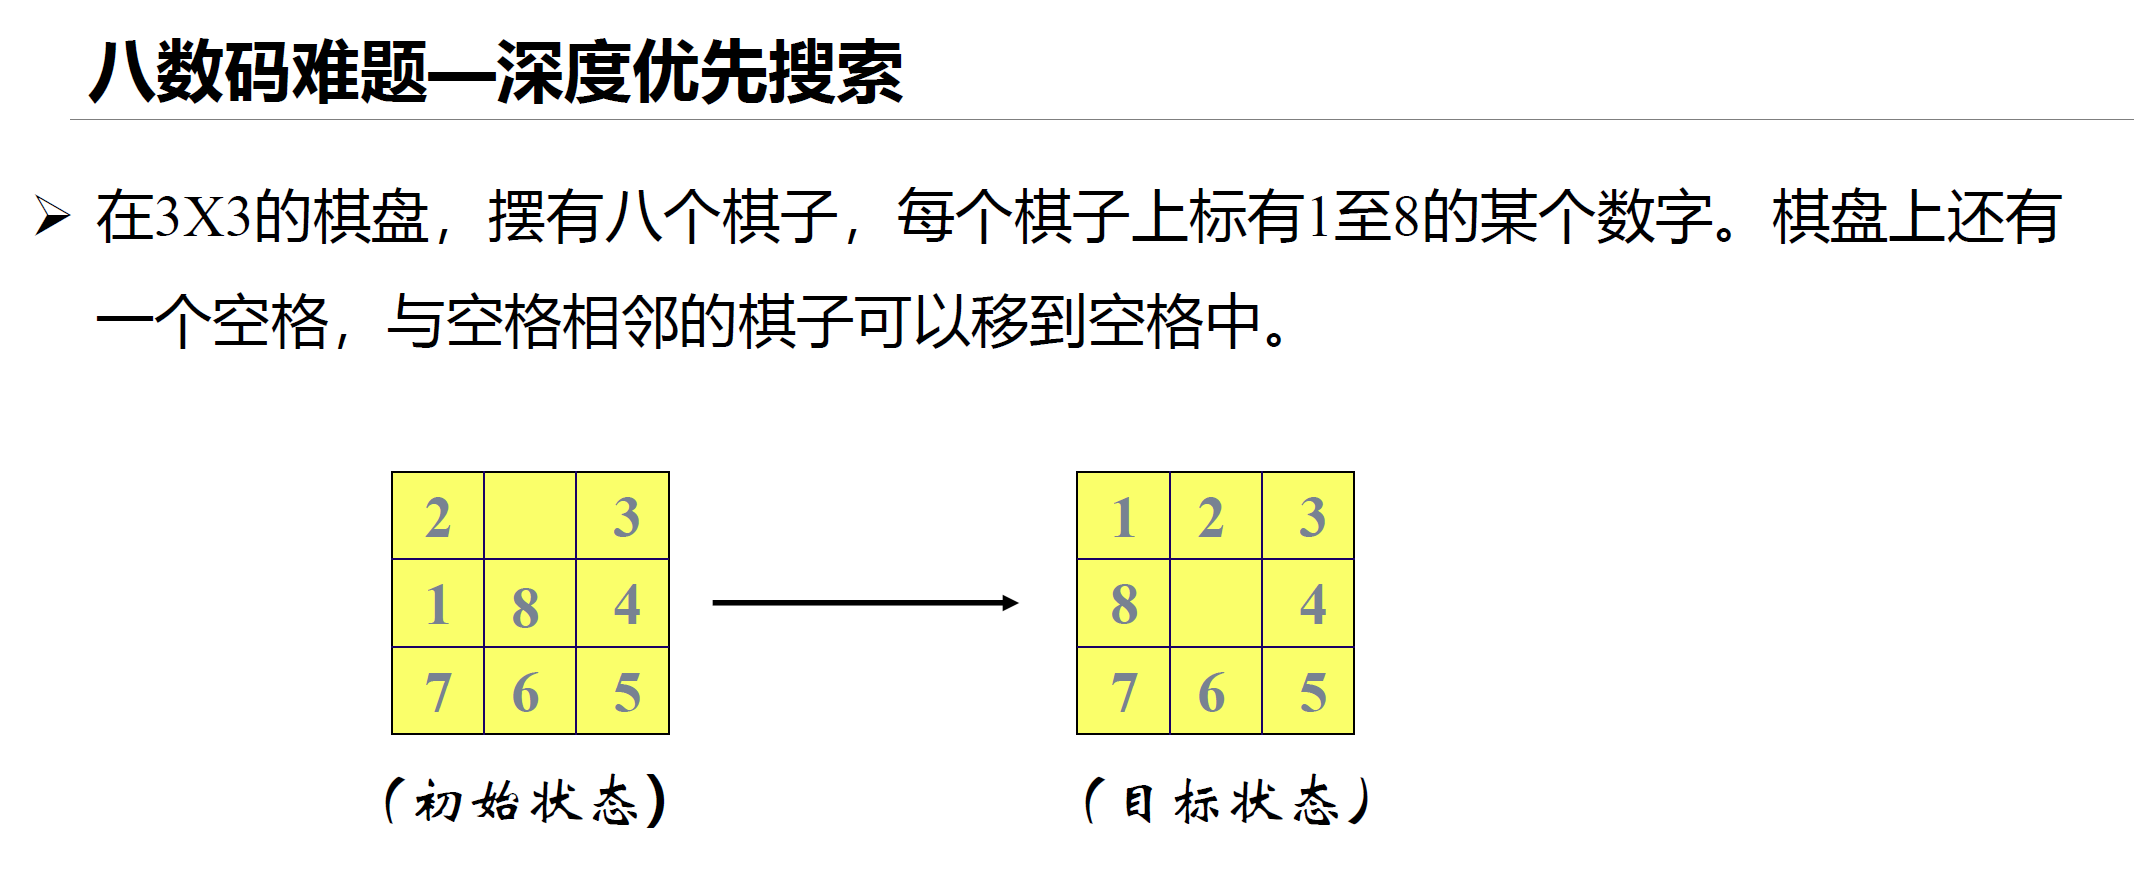 八数码难题—深度优先搜索
在3X3的棋盘，摆有八个棋子，每个棋子上标有1至8的某个数字。棋盘上还有
一个空格，与空格相邻的棋子可以移到空格中。
2 3
1 8 4
7 6 5
(初始状态)
1 2 3
8 4
7 6 5
(目标状态)